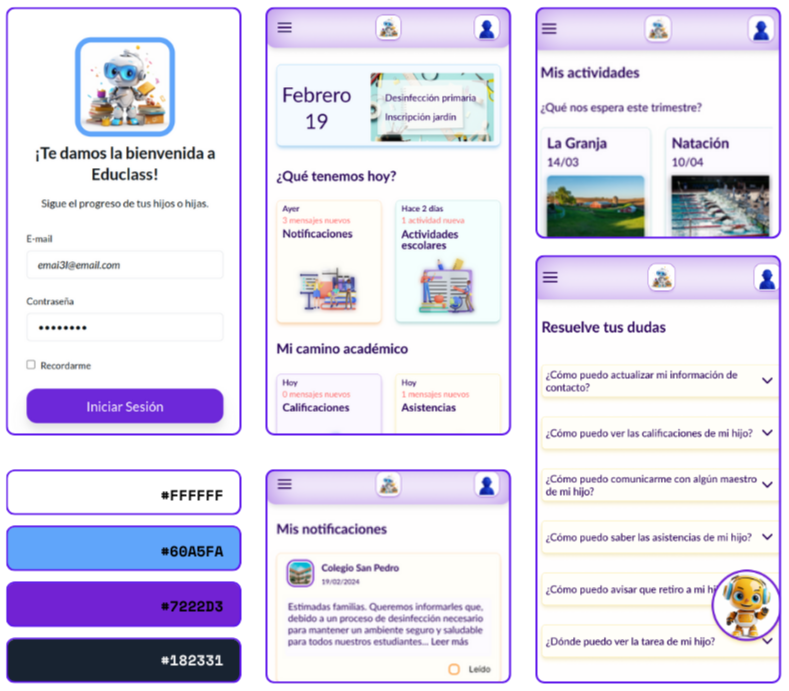 ¡Te damos la bienvenida a
Educlass!
Sigue el progreso de tus hijos o hijas.
E-mail
emai3l@email.com
Contraseña
••••••••
Recordarme
Iniciar Sesión
#FFFFFF
#60A5FA
#7222D3
#182331
Febrero
19
Desinfección primaria
Inscripción jardín
¿Qué tenemos hoy?
Ayer
3 mensajes nuevos
Notificaciones
Hace 2 días
1 actividad nueva
Actividades
escolares
Mi camino académico
Hoy
0 mensajes nuevos
Calificaciones
Hoy
1 mensajes nuevos
Asistencias
Mis notificaciones
Colegio San Pedro
19/02/2024
Estimadas familias. Queremos informarles que,
debido a un proceso de desinfección necesario
para mantener un ambiente seguro y saludable
para todos nuestros estudiantes... Leer más
Leído
Mis actividades
¿Qué nos espera este trimestre?
La Granja
14/03
Natación
10/04
Resuelve tus dudas
¿Cómo puedo actualizar mi información de
contacto?
¿Cómo puedo ver las calificaciones de mi hijo?
¿Cómo puedo comunicarme con algún maestro
de mi hijo?
¿Cómo puedo saber las asistencias de mi hijo?
¿Cómo puedo avisar que retiro a mi hi
¿Dónde puedo ver la tarea de mi hijo?